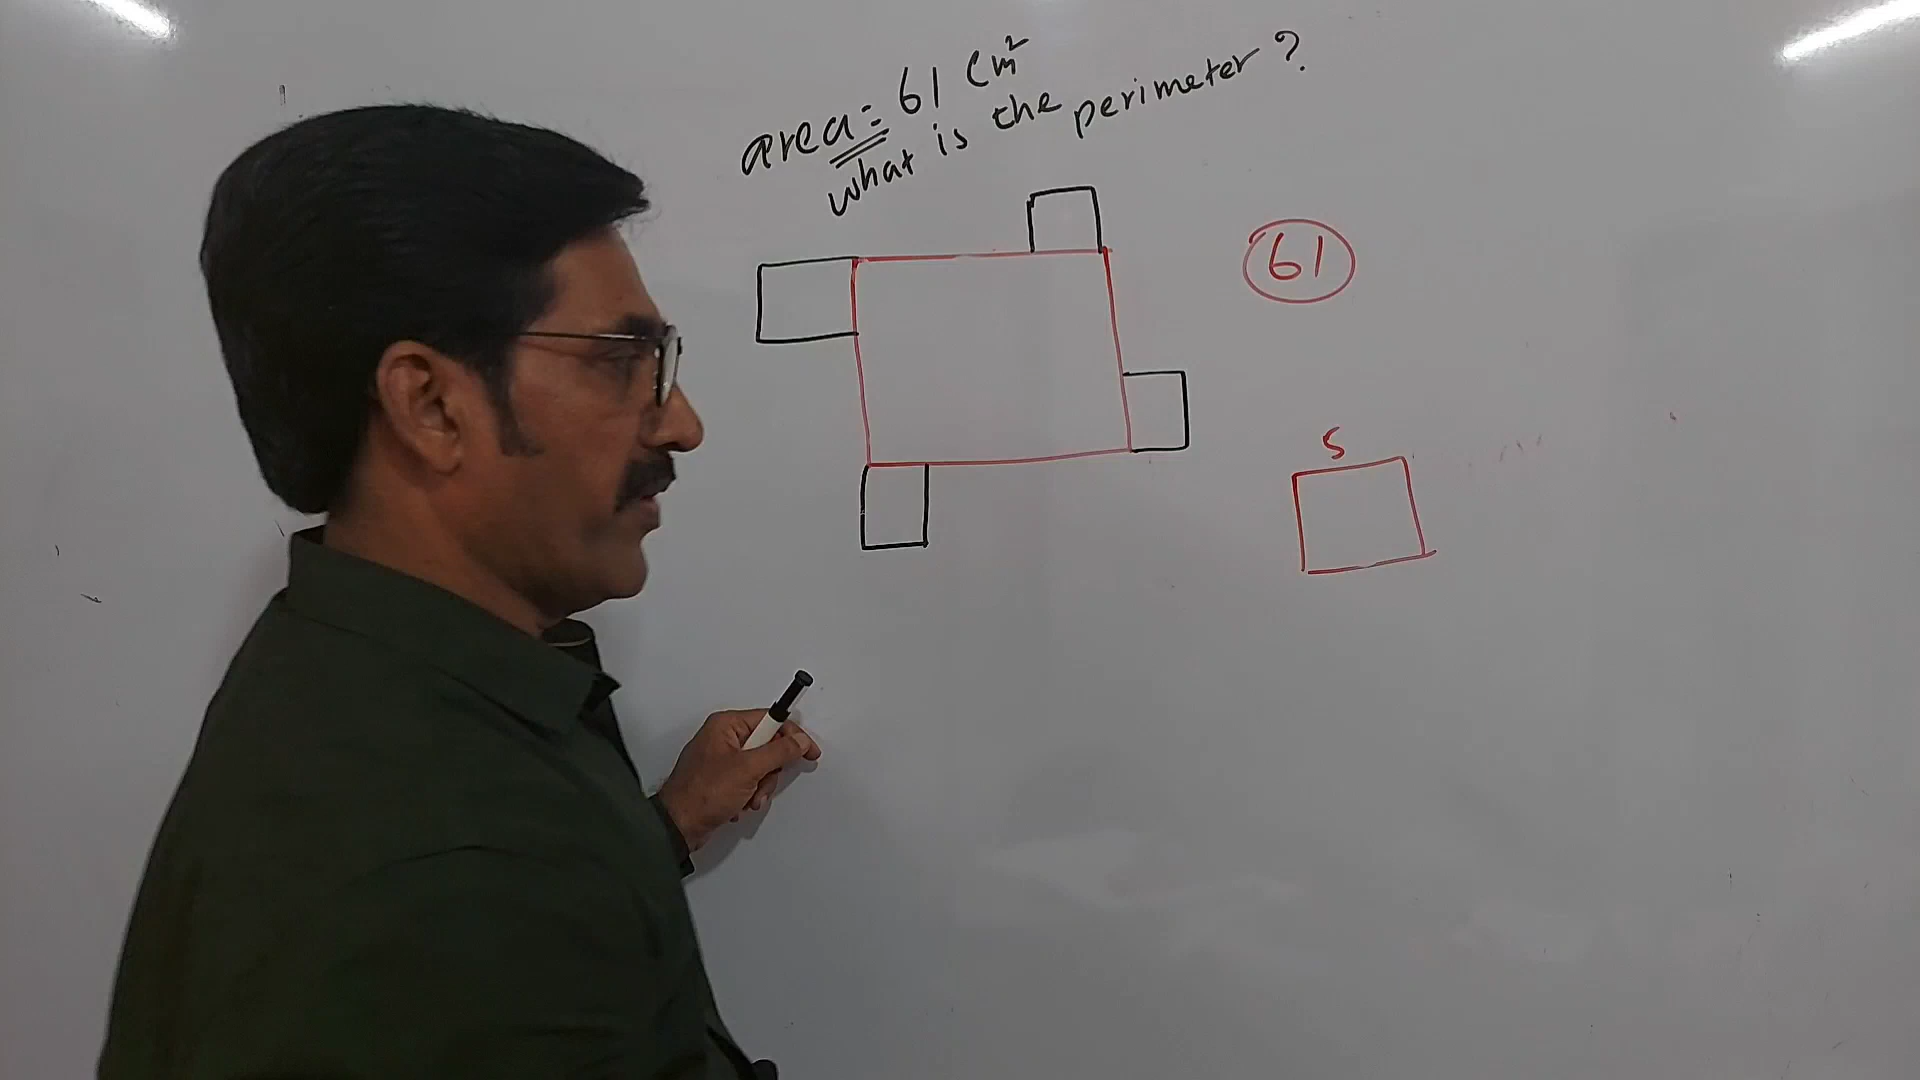 area = 61 cm²
what is the perimeter ?
61
S